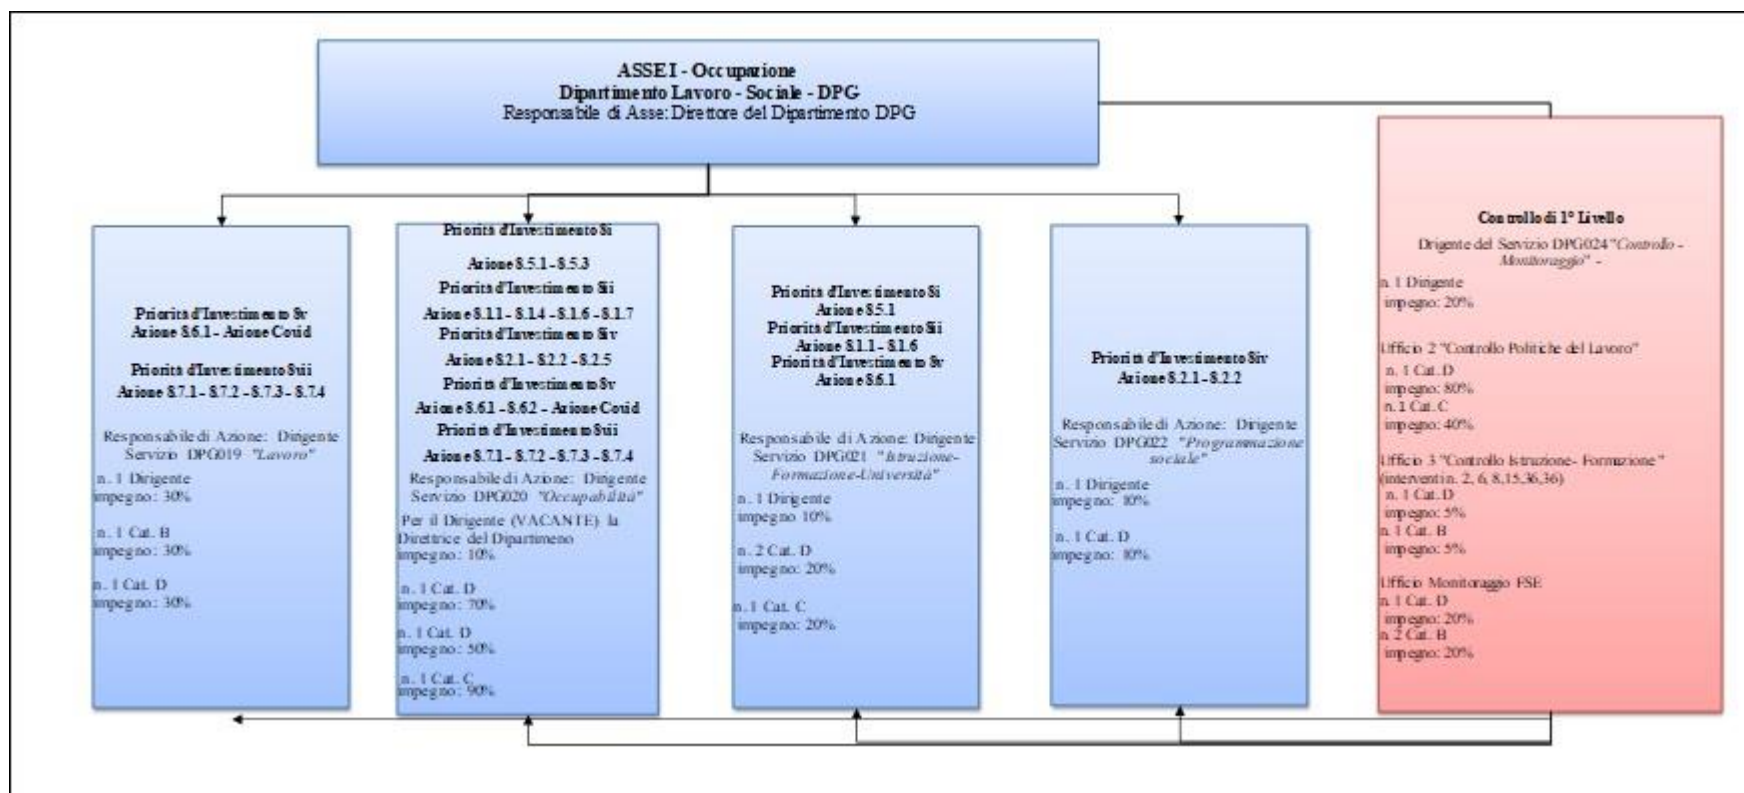 ASSE I - Occupazione
Dipartimento Lavoro - Sociale - DPG
Responsabile di Asse: Direttore del Dipartimento DPG
Priorità d'Investimento 8v
Azione 8.6.1 - Azione Covid
Priorità d'Investimento 8vii
Azione 8.7.1 - 8.7.2 - 8.7.3 - 8.7.4
Responsabile di Azione: Dirigente
Servizio DPG019 "Lavoro"
n. 1 Dirigente
impegno: 30%
n. 1 Cat. B
impegno: 30%
n. 1 Cat. D
impegno: 30%
Priorità d'Investimento 8i
Azione 8.5.1 - 8.5.3
Priorità d'Investimento 8ii
Azione 8.1.1 - 8.1.4 - 8.1.6 - 8.1.7
Priorità d'Investimento 8iv
Azione 8.2.1 - 8.2.2 - 8.2.5
Priorità d'Investimento 8v
Azione 8.6.1 - 8.6.2 - Azione Covid
Priorità d'Investimento 8vii
Azione 8.7.1 - 8.7.2 - 8.7.3 - 8.7.4
Responsabile di Azione: Dirigente
Servizio DPG020 "Occupabilità"
Per il Dirigente (VACANTE) la
Direttrice del Dipartimeno
impegno: 10%
n. 1 Cat. D
impegno: 70%
n. 1 Cat. D
impegno: 50%
n. 1 Cat. C
impegno: 90%
Priorità d'Investimento 8i
Azione 8.5.1
Priorità d'Investimento 8ii
Azione 8.1.1 - 8.1.6
Priorità d'Investimento 8v
Azione 8.6.1
Responsabile di Azione: Dirigente
Servizio DPG021 "Istruzione-
Formazione-Università"
n. 1 Dirigente
impegno 10%
n. 2 Cat. D
impegno: 20%
n. 1 Cat. C
impegno: 20%
Priorità d'Investimento 8iv
Azione 8.2.1 - 8.2.2
Responsabile di Azione: Dirigente
Servizio DPG022 "Programmazione
sociale"
n. 1 Dirigente
impegno: 10%
n. 1 Cat. D
impegno: 10%
Controllo di 1° Livello
Drigente del Servizio DPG024 "Controllo -
Monitoraggio" -
n. 1 Dirigente
impegno: 20%
Ufficio 2 "Controllo Politiche del Lavoro"
n. 1 Cat. D
impegno: 80%
n.1 Cat. C
impegno: 40%
Ufficio 3 "Controllo Istruzione- Formazione"
(interventi n. 2, 6, 8,15,36,36)
n. 1 Cat. D
impegno: 5%
n. 1 Cat. B
impegno: 5%
Ufficio Monitoraggio FSE
n. 1 Cat. D
impegno: 20%
n. 2 Cat. B
impegno: 20%